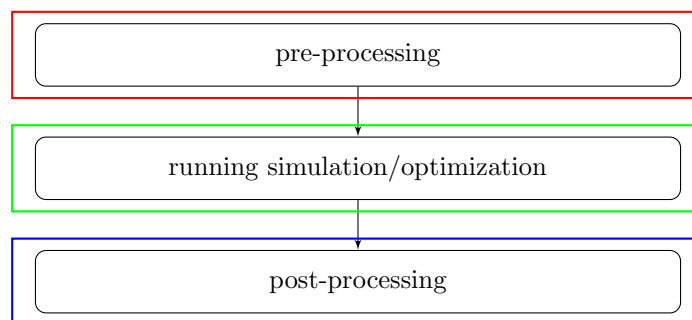 pre-processing
running simulation/optimization
post-processing